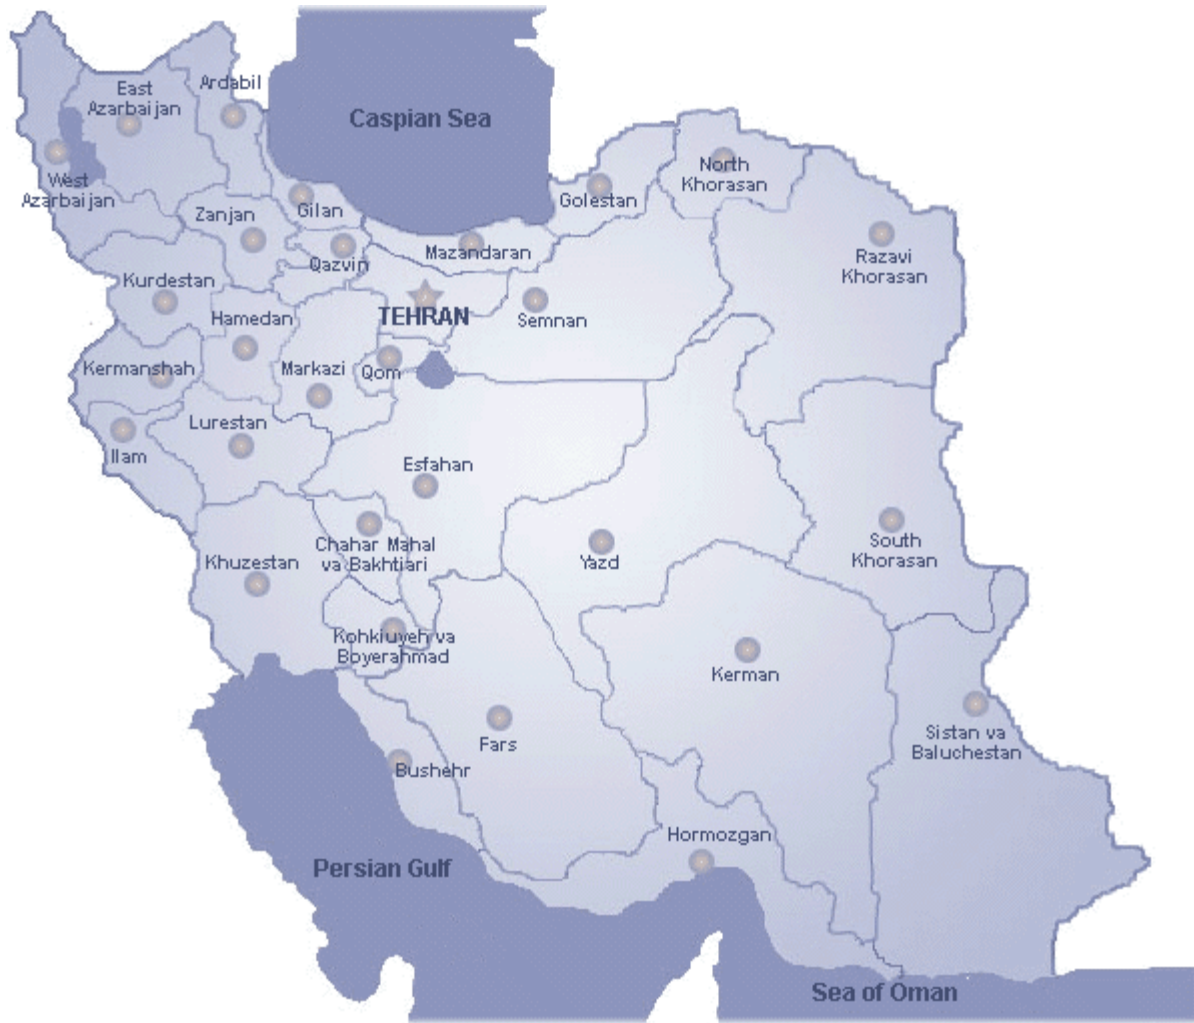 Ardabil
East
Azarbaijan
Caspian Sea
West
Azarbaijan
North
Khorasan
Golestan
Gilan
Zanjan
Mazandaran
Qazvin
Razavi
Khorasan
Kurdestan
TEHRAN
Hamedan
Semnan
Kermanshah
Markazi
Qom
Lurestan
Ilam
Esfahan
Chahar Mahal
va Bakhtiari
South
Khorasan
Khuzestan
Yazd
Kohkiuyeh va
Boyerahmad
Kerman
Sistan va
Baluchestan
Fars
Bushehr
Hormozgan
Persian Gulf
Sea of Oman